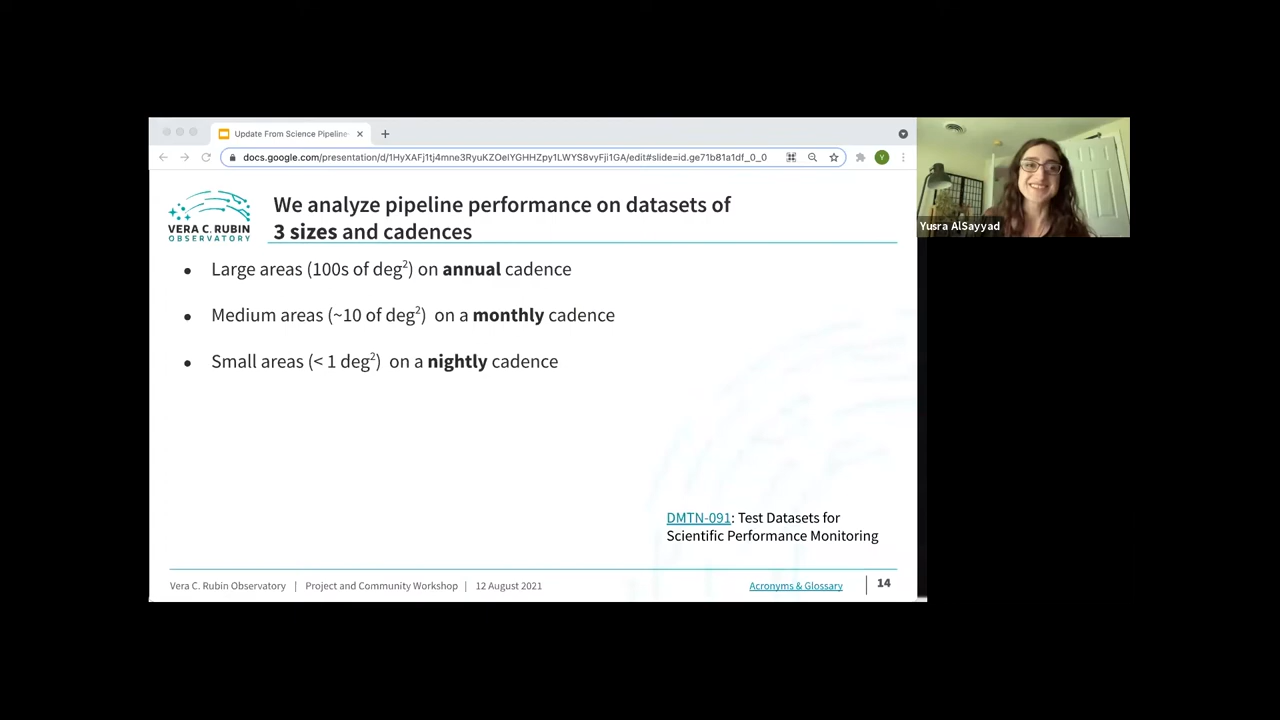 Update From Science Pipeline
docs.google.com/presentation/d/1HyXAFj1tj4mne3RyuKZOeIYGHHZpy1LWYS8vyFji1GA/edit#slide=id.ge71b81a1df_0_0
V
VERA C. RUBIN
OBSERVATORY
We analyze pipeline performance on datasets of
3 sizes and cadences
• Large areas (100s of deg²) on annual cadence
• Medium areas (~10 of deg²) on a monthly cadence
• Small areas (< 1 deg²) on a nightly cadence
DMTN-091: Test Datasets for
Scientific Performance Monitoring
Vera C. Rubin Observatory | Project and Community Workshop | 12 August 2021
Acronyms & Glossary
14
Yusra AlSayyad